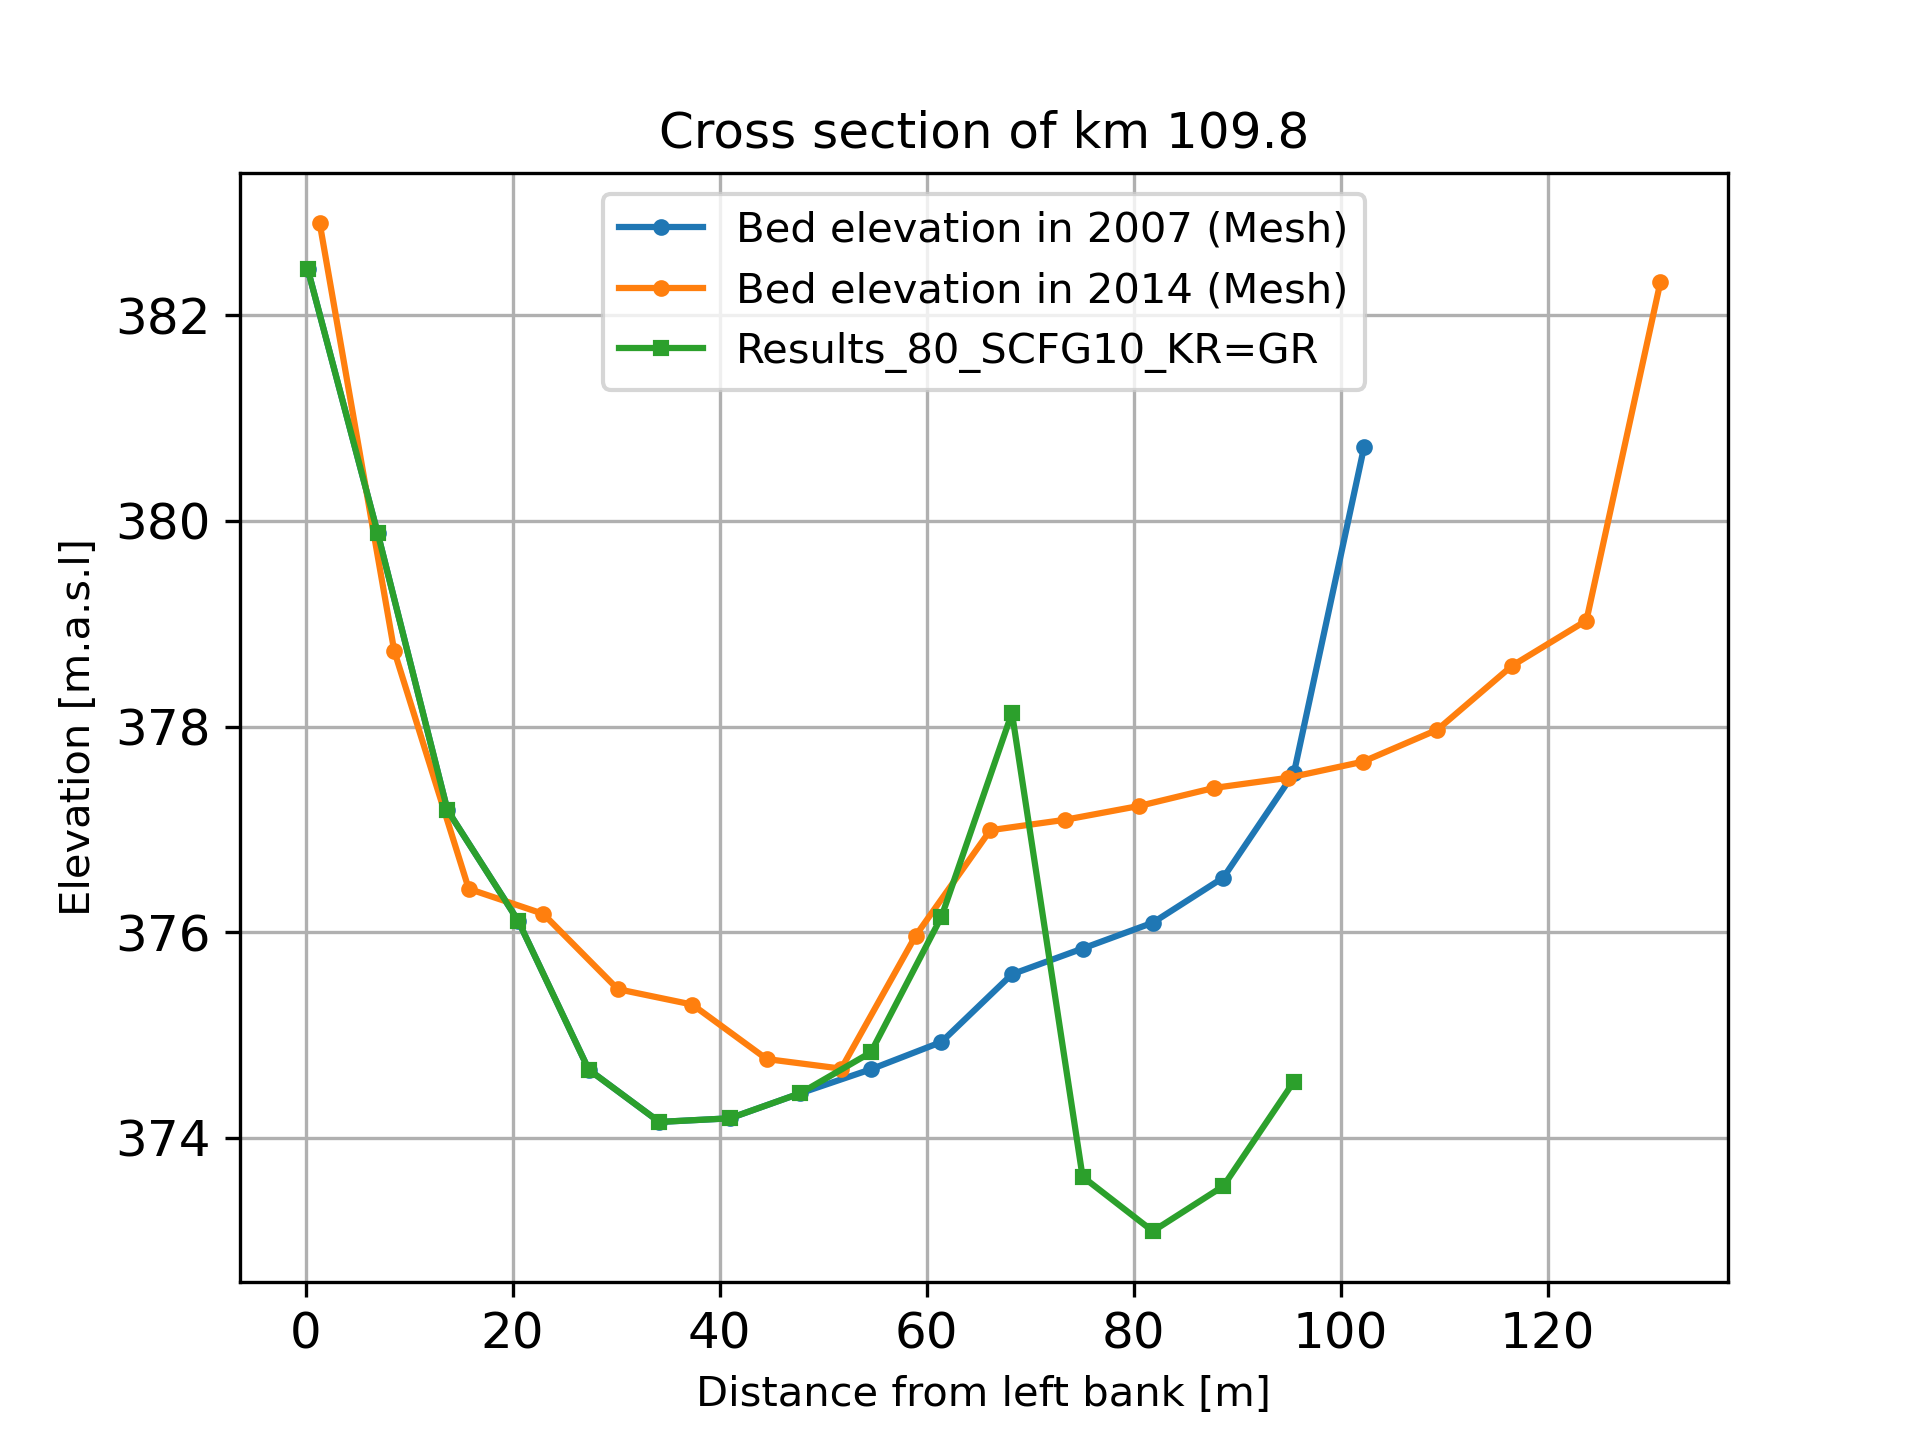 Cross section of km 109.8
Bed elevation in 2007 (Mesh)
Bed elevation in 2014 (Mesh)
Results_80_SCFG10_KR=GR
Elevation [m.a.s.l]
382
380
378
376
374
0 20 40 60 80 100 120
Distance from left bank [m]